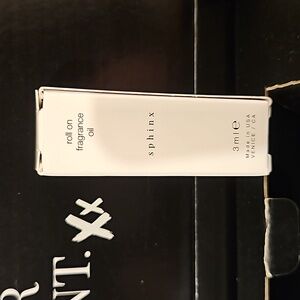 roll on
fragrance
oil
sphinx
3 ml e
Made in USA
VENICE / CA
R
NT. Xx